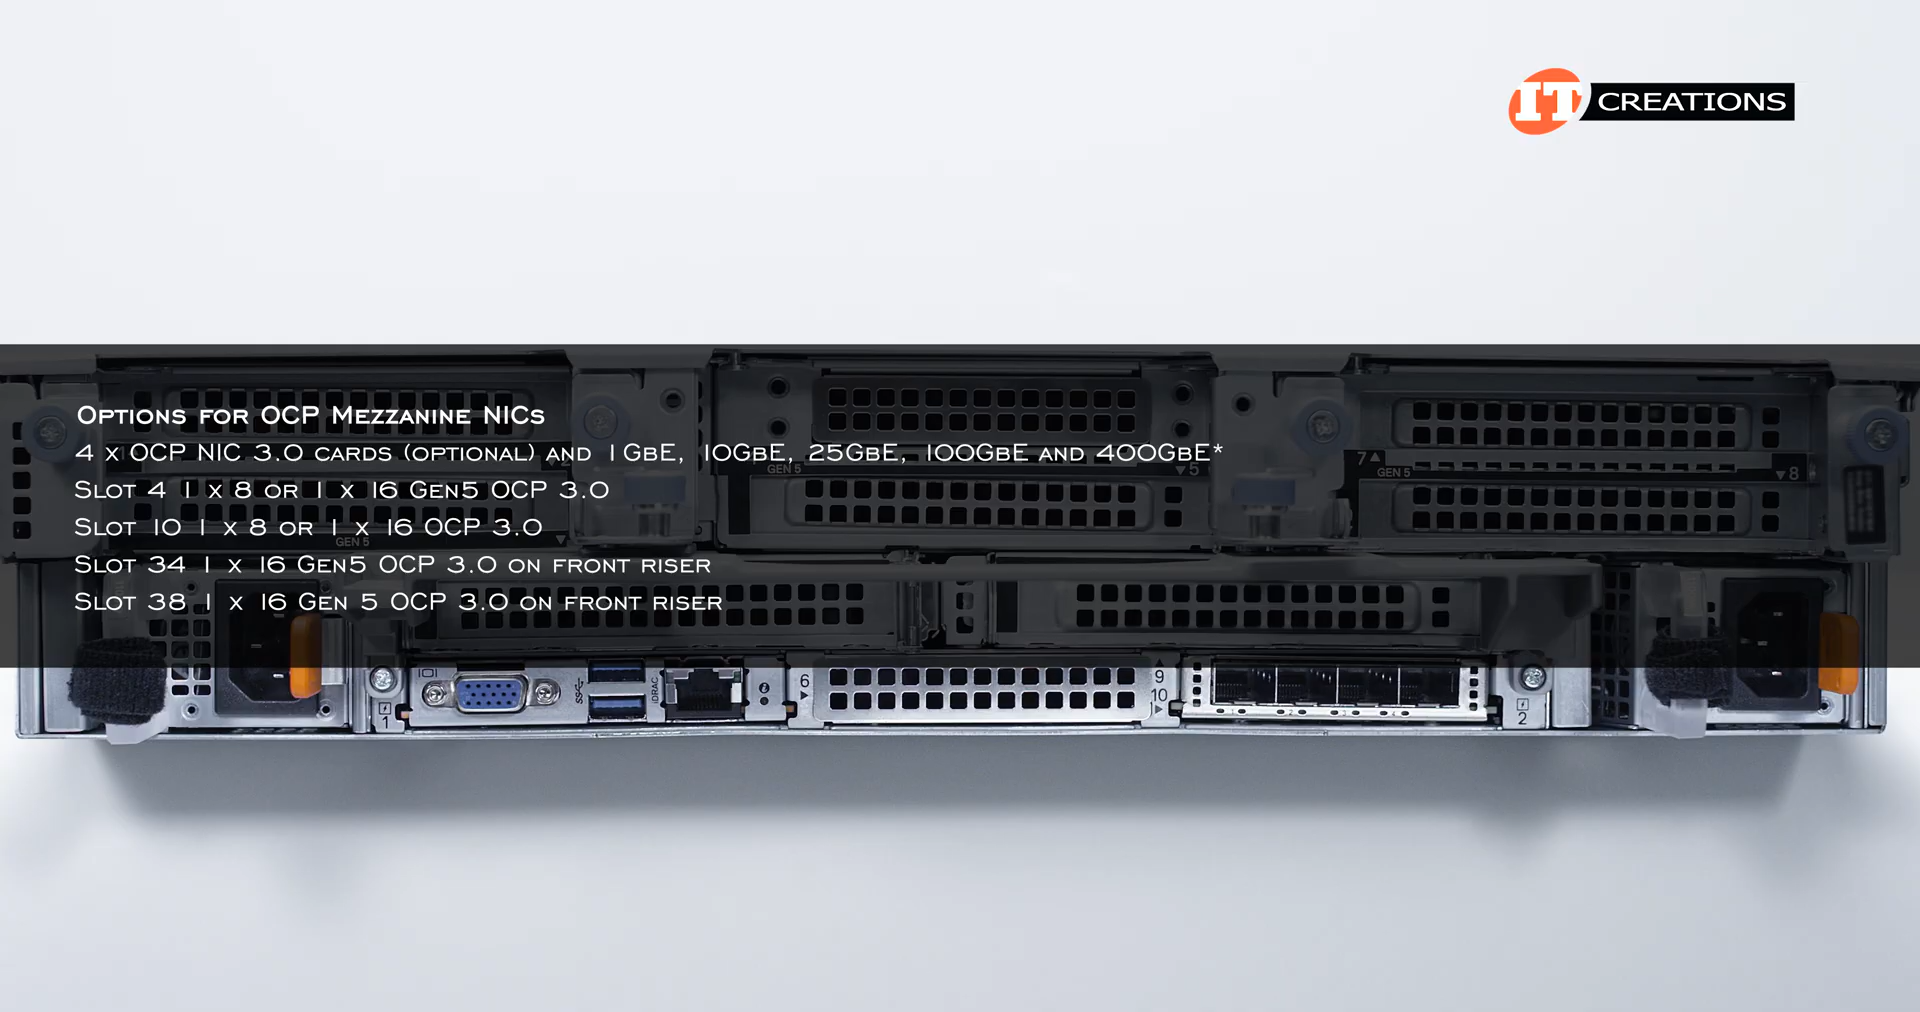 IT CREATIONS
OPTIONS FOR OCP MEZZANINE NICS
4 X OCP NIC 3.0 CARDS (OPTIONAL) AND 1GBE, 10GBE, 25GBE, 100GBE AND 400GBE*
SLOT 4 1 X 8 OR 1 X 16 GEN5 OCP 3.0
SLOT 10 1 X 8 OR 1 X 16 OCP 3.0
SLOT 34 1 X 16 GEN5 OCP 3.0 ON FRONT RISER
SLOT 38 1 X 16 GEN 5 OCP 3.0 ON FRONT RISER
▼2
GEN 5
GEN 5
▼5
7▲
GEN 5
▼8
1
iDRAC
6
▼
▲
9
10
▶
2